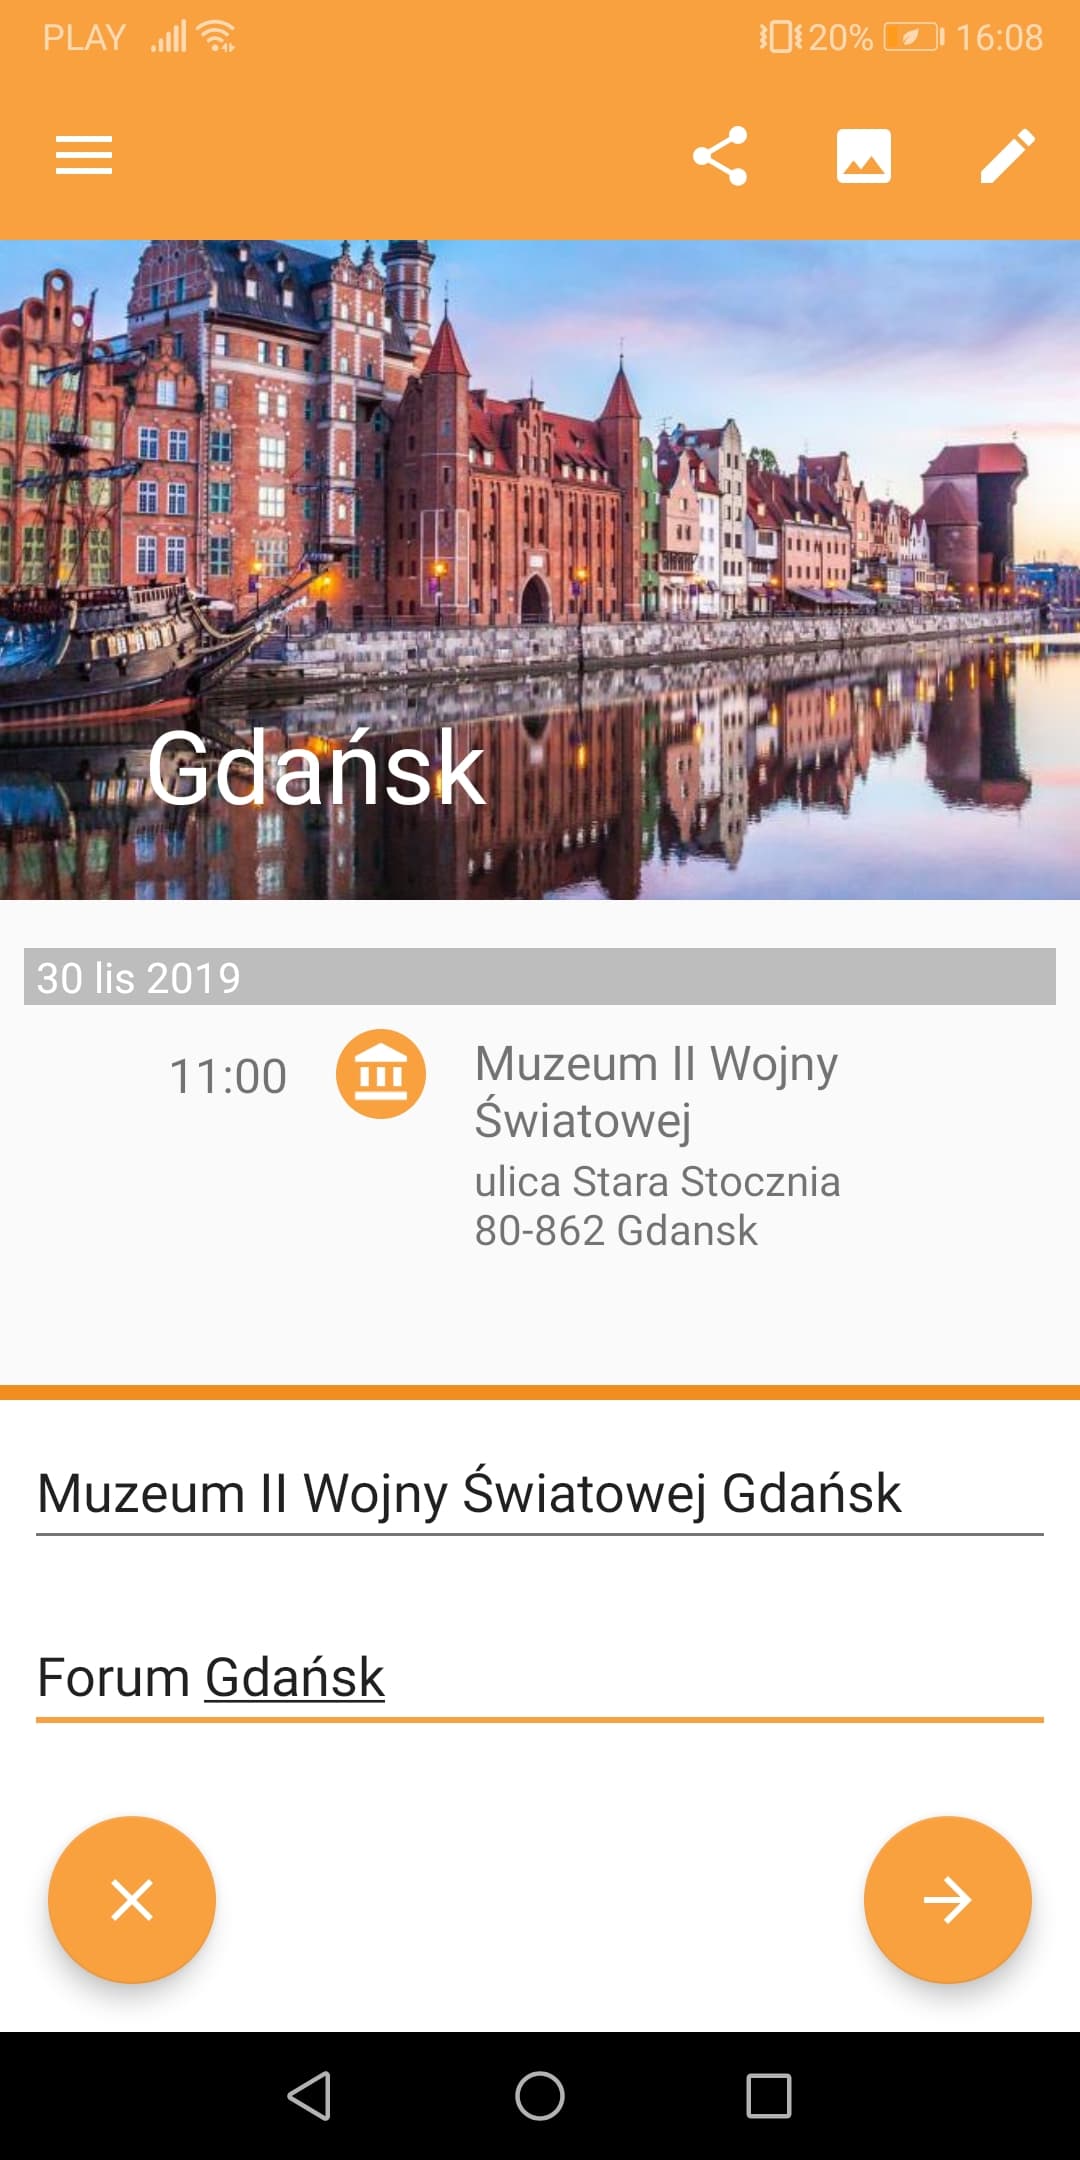 PLAY 20% 16:08
Gdańsk
30 lis 2019
11:00
Muzeum II Wojny
Światowej
ulica Stara Stocznia
80-862 Gdansk
Muzeum II Wojny Światowej Gdańsk
Forum Gdańsk